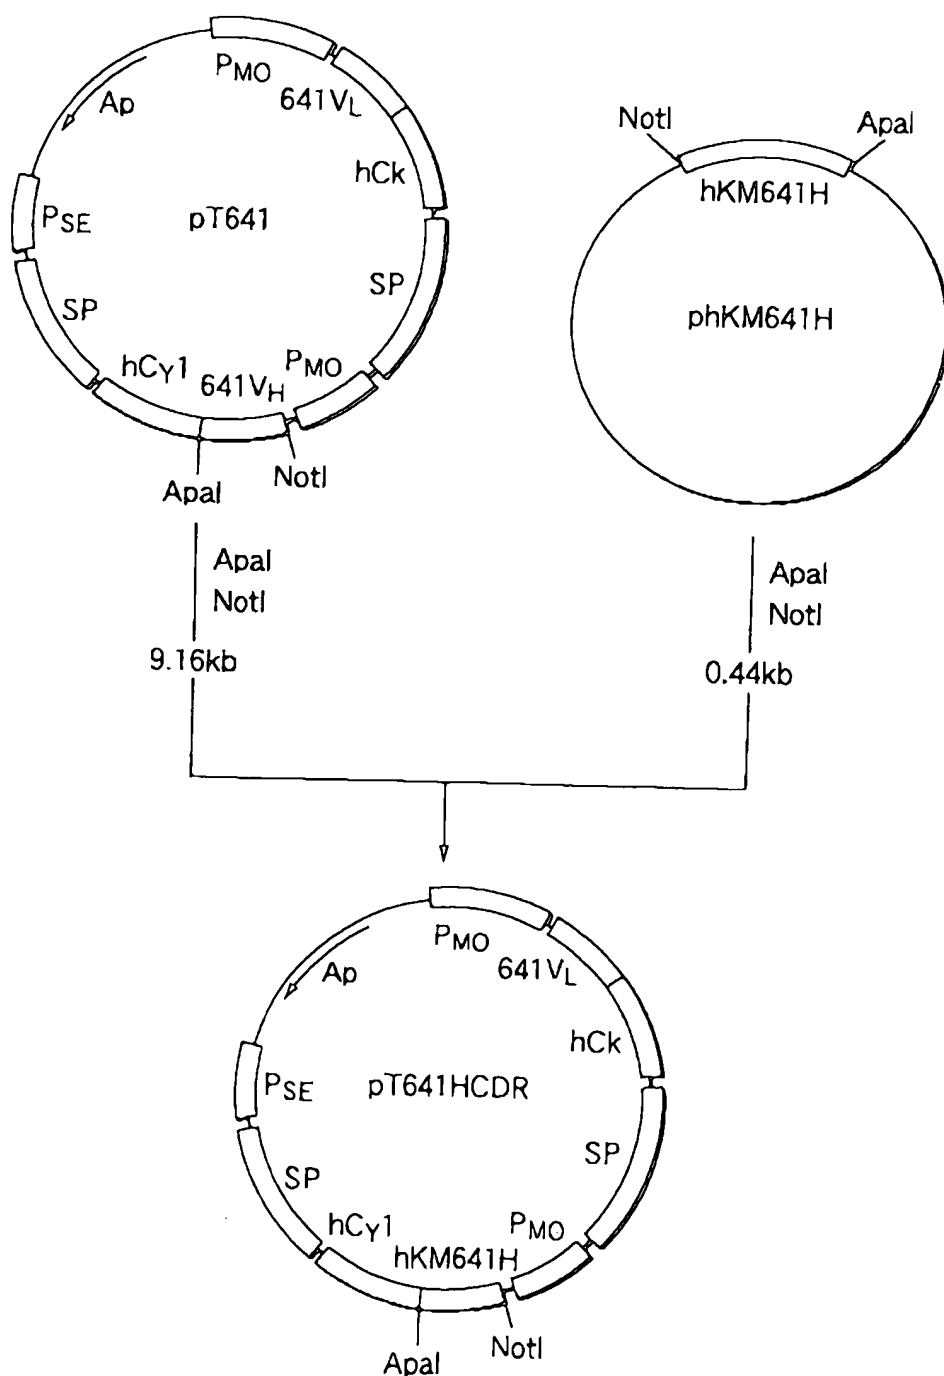 PMO
641VL
Ap
hCk
PSE
pT641
SP
SP
hCγ1
641VH
PMO
NotI
ApaI
NotI
ApaI
hKM641H
phKM641H
ApaI
NotI
9.16kb
ApaI
NotI
0.44kb
PMO
641VL
Ap
hCk
PSE
pT641HCDR
SP
SP
hCγ1
hKM641H
PMO
NotI
ApaI